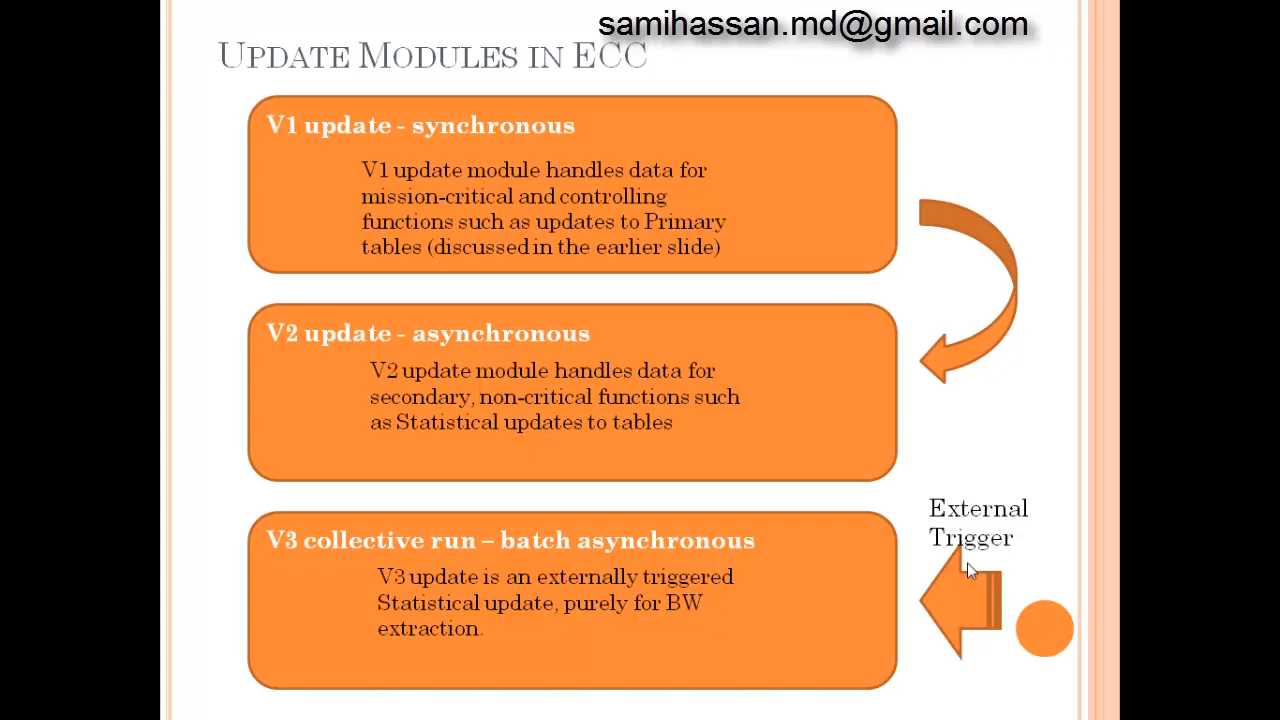 samihassan.md@gmail.com
UPDATE MODULES IN ECC
V1 update - synchronous
V1 update module handles data for
mission-critical and controlling
functions such as updates to Primary
tables (discussed in the earlier slide)
V2 update - asynchronous
V2 update module handles data for
secondary, non-critical functions such
as Statistical updates to tables
External
Trigger
V3 collective run – batch asynchronous
V3 update is an externally triggered
Statistical update, purely for BW
extraction.